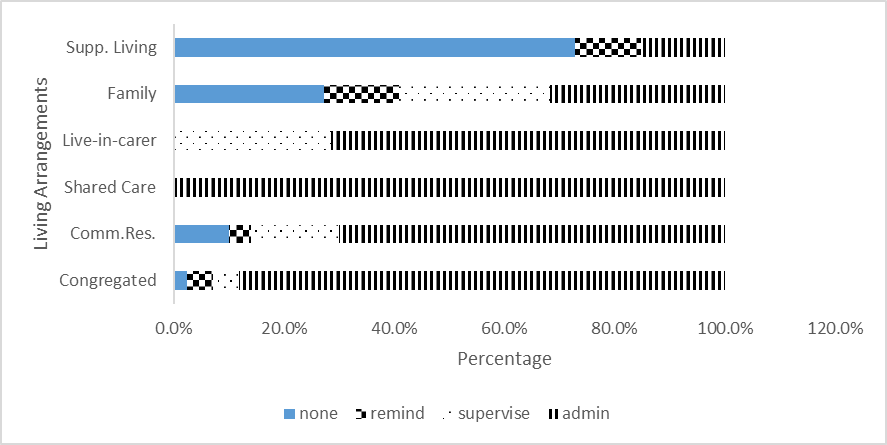 Supp. Living
Family
Live-in-carer
Shared Care
Comm.Res.
Congregated
Living Arrangements
0.0% 20.0% 40.0% 60.0% 80.0% 100.0% 120.0%
Percentage
none remind supervise admin